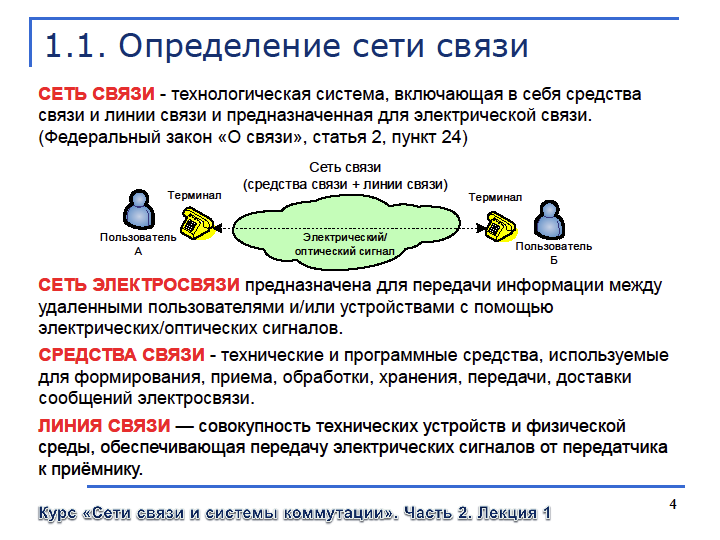 1.1. Определение сети связи
СЕТЬ СВЯЗИ - технологическая система, включающая в себя средства
связи и линии связи и предназначенная для электрической связи.
(Федеральный закон «О связи», статья 2, пункт 24)
Сеть связи
(средства связи + линии связи)
Терминал
Терминал
Пользователь
А
Электрический/
оптический сигнал
Пользователь
Б
СЕТЬ ЭЛЕКТРОСВЯЗИ предназначена для передачи информации между
удаленными пользователями и/или устройствами с помощью
электрических/оптических сигналов.
СРЕДСТВА СВЯЗИ - технические и программные средства, используемые
для формирования, приема, обработки, хранения, передачи, доставки
сообщений электросвязи.
ЛИНИЯ СВЯЗИ — совокупность технических устройств и физической
среды, обеспечивающая передачу электрических сигналов от передатчика
к приёмнику.
Курс «Сети связи и системы коммутации». Часть 2. Лекция 1
4